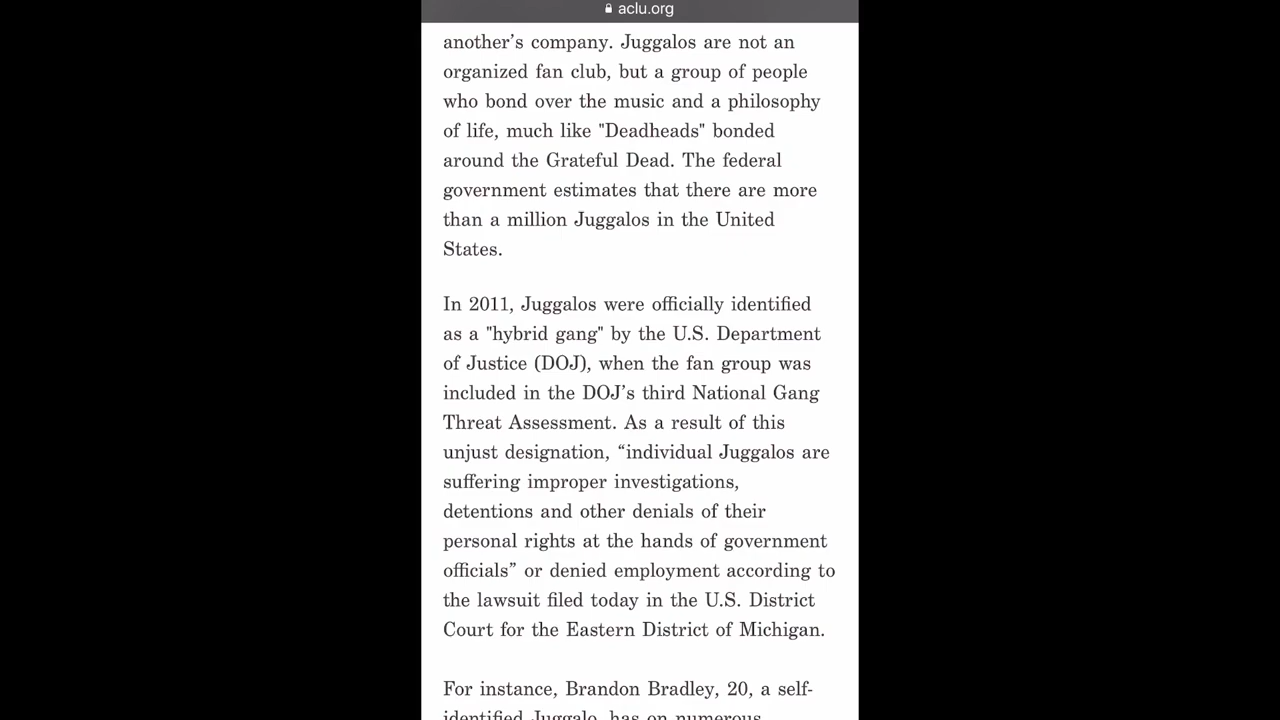 aclu.org
another’s company. Juggalos are not an
organized fan club, but a group of people
who bond over the music and a philosophy
of life, much like "Deadheads" bonded
around the Grateful Dead. The federal
government estimates that there are more
than a million Juggalos in the United
States.
In 2011, Juggalos were officially identified
as a "hybrid gang" by the U.S. Department
of Justice (DOJ), when the fan group was
included in the DOJ’s third National Gang
Threat Assessment. As a result of this
unjust designation, “individual Juggalos are
suffering improper investigations,
detentions and other denials of their
personal rights at the hands of government
officials” or denied employment according to
the lawsuit filed today in the U.S. District
Court for the Eastern District of Michigan.
For instance, Brandon Bradley, 20, a self-
identified Juggalo, has on numerous